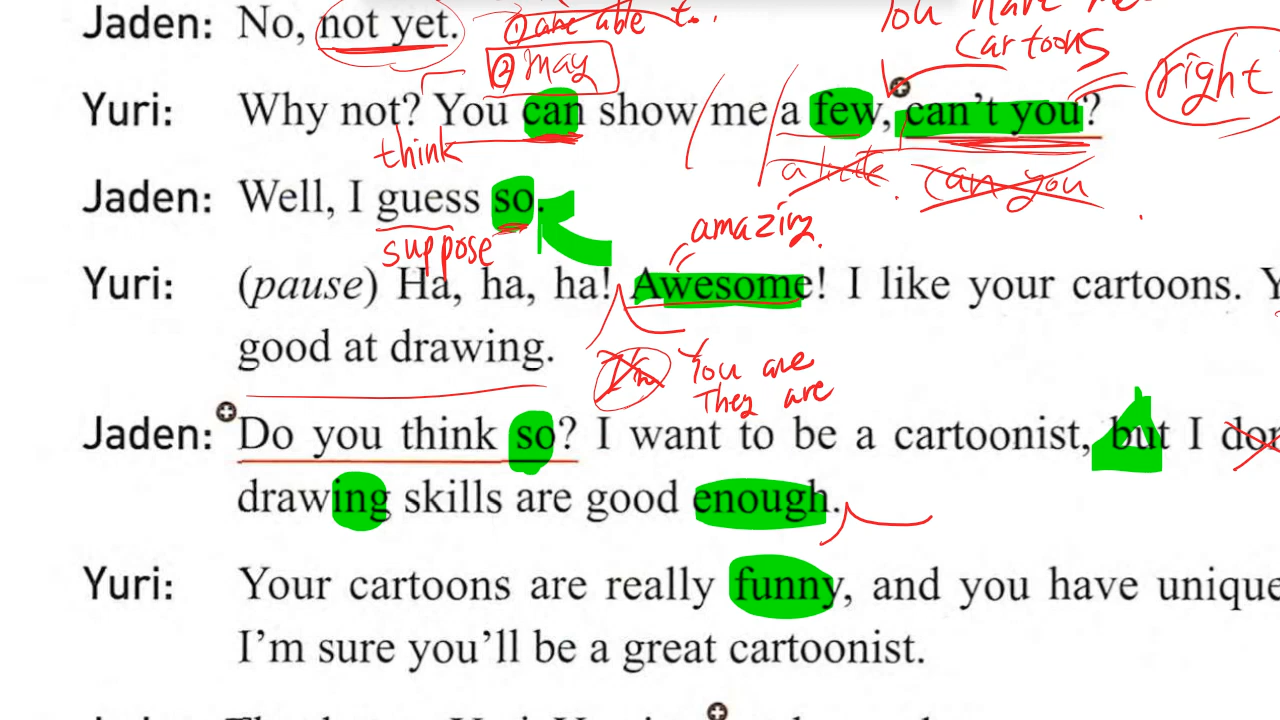 You have me
Jaden: No, not yet. ① are able to.
cartoons
② may
right
Yuri: Why not? You can show me a few, can't you?
think
a little. can you
Jaden: Well, I guess so.
amazing.
suppose
Yuri: (pause) Ha, ha, ha! Awesome! I like your cartoons. Y
good at drawing.
I'm You are
They are
Jaden: Do you think so? I want to be a cartoonist, but I don
drawing skills are good enough.
Yuri: Your cartoons are really funny, and you have unique
I'm sure you'll be a great cartoonist.